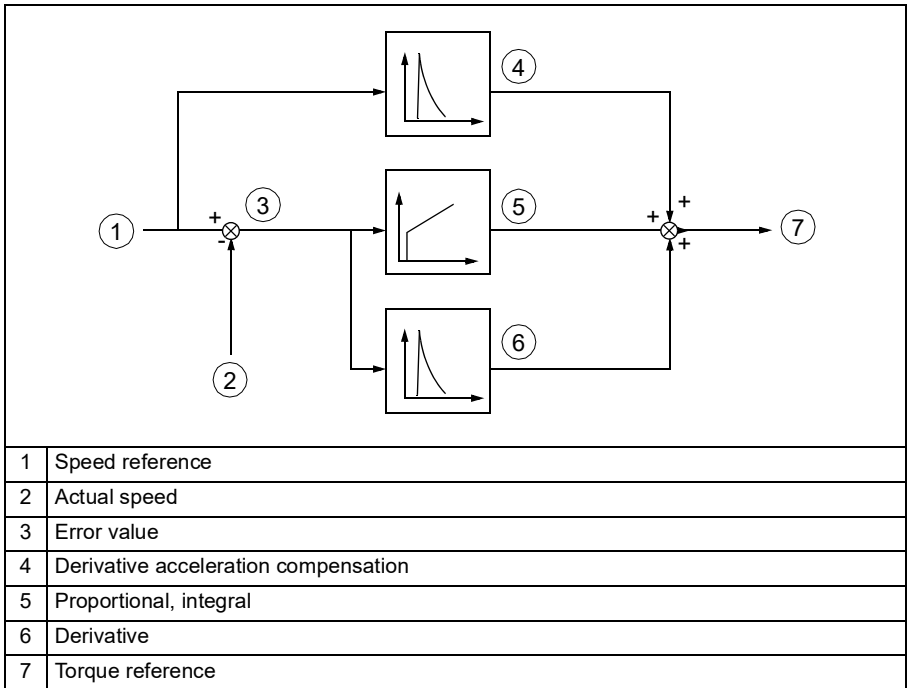 4
+
3
5
+
+
1
-
7
+
6
2
1 Speed reference
2 Actual speed
3 Error value
4 Derivative acceleration compensation
5 Proportional, integral
6 Derivative
7 Torque reference